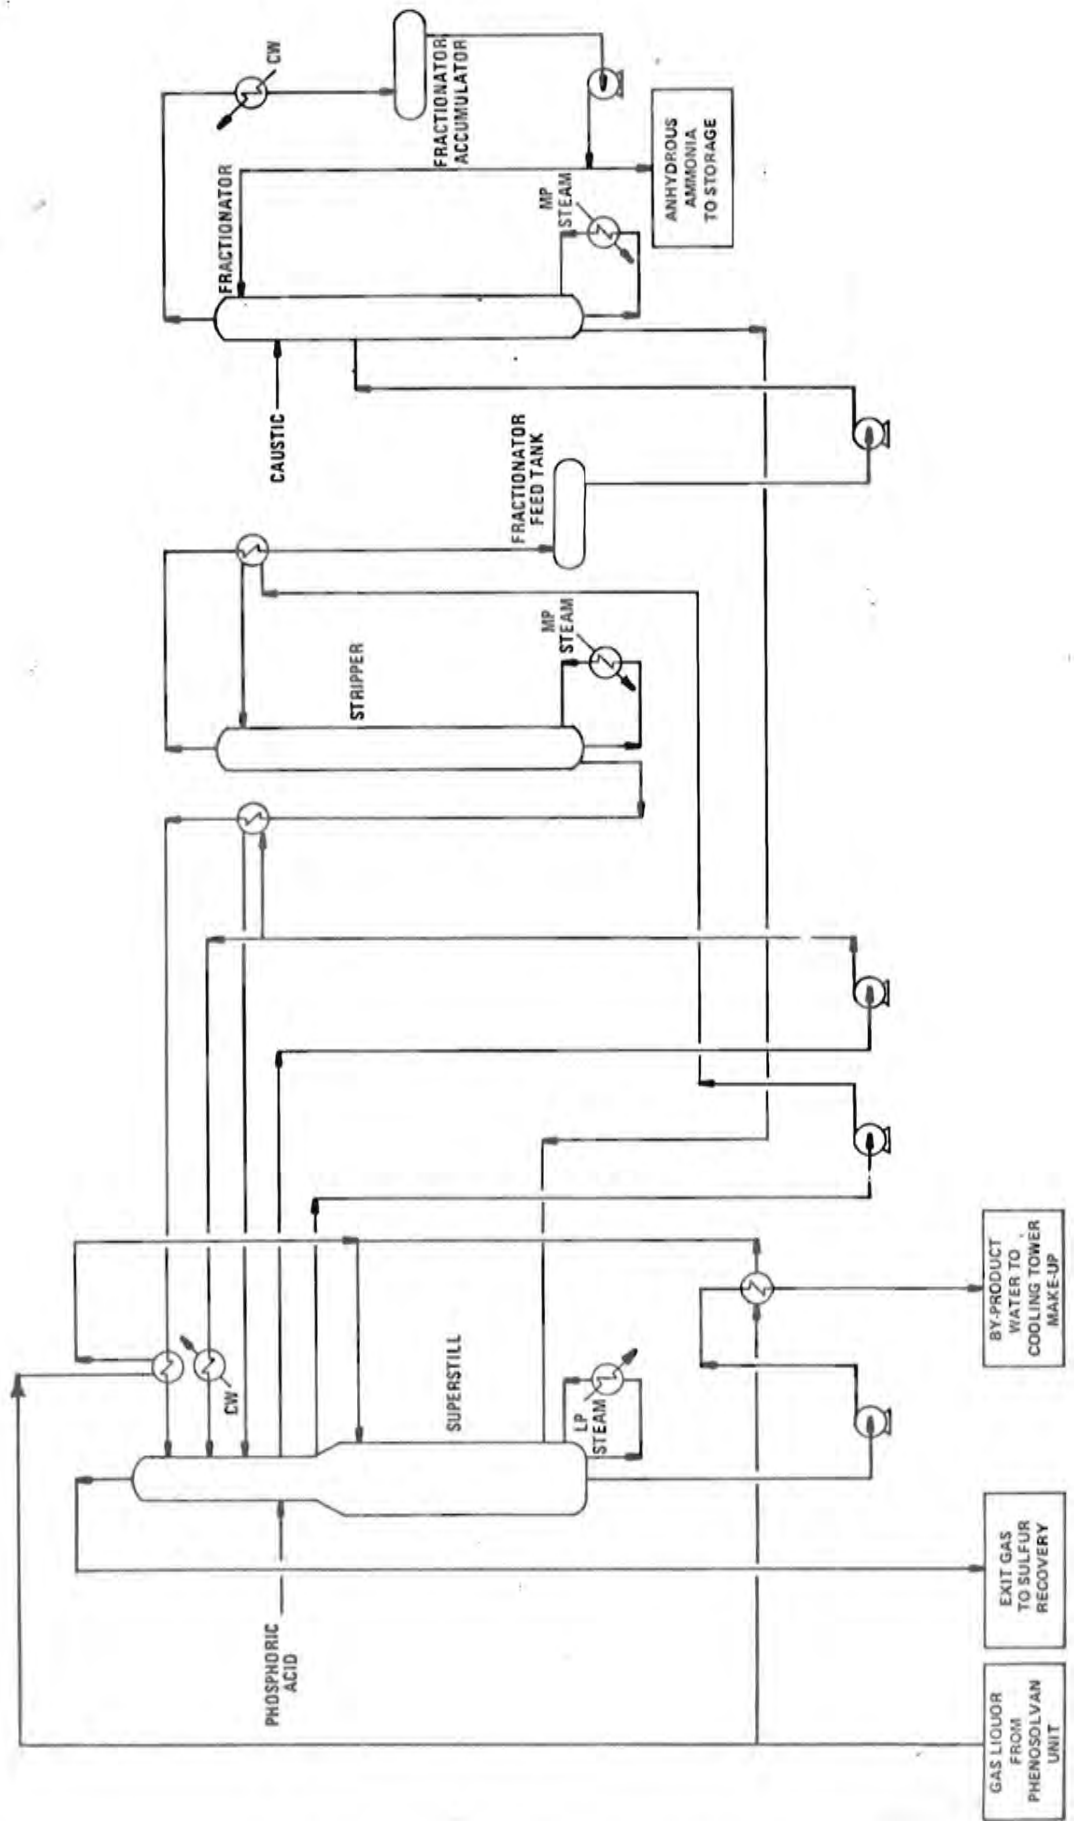 GAS LIQUOR
FROM
PHENOSOLVAN
UNIT
EXIT GAS
TO SULFUR
RECOVERY
BY-PRODUCT
WATER TO
COOLING TOWER
MAKE-UP
PHOSPHORIC
ACID
CW
SUPERSTILL
LP
STEAM
STRIPPER
MP
STEAM
FRACTIONATOR
FEED TANK
CAUSTIC
FRACTIONATOR
MP
STEAM
CW
FRACTIONATOR
ACCUMULATOR
ANHYDROUS
AMMONIA
TO STORAGE